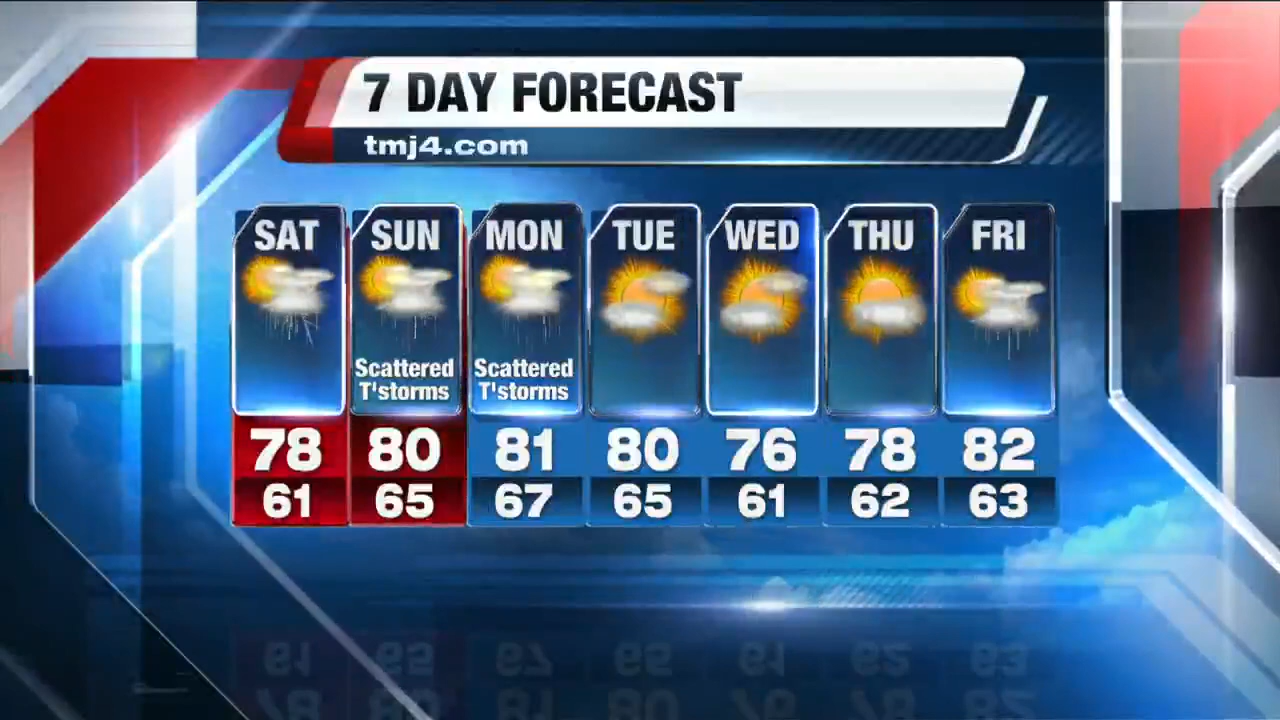 7 DAY FORECAST
tmj4.com
SAT SUN MON TUE WED THU FRI
Scattered Scattered
T'storms T'storms
78 80 81 80 76 78 82
61 65 67 65 61 62 63